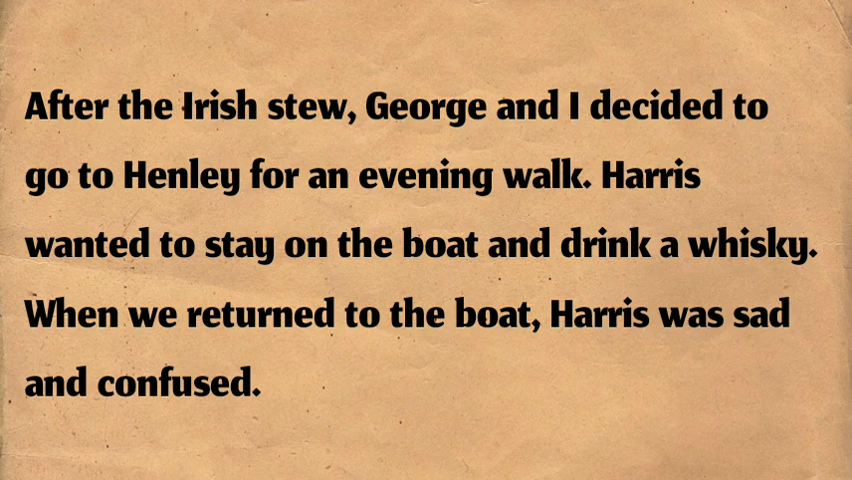 After the Irish stew, George and I decided to
go to Henley for an evening walk. Harris
wanted to stay on the boat and drink a whisky.
When we returned to the boat, Harris was sad
and confused.